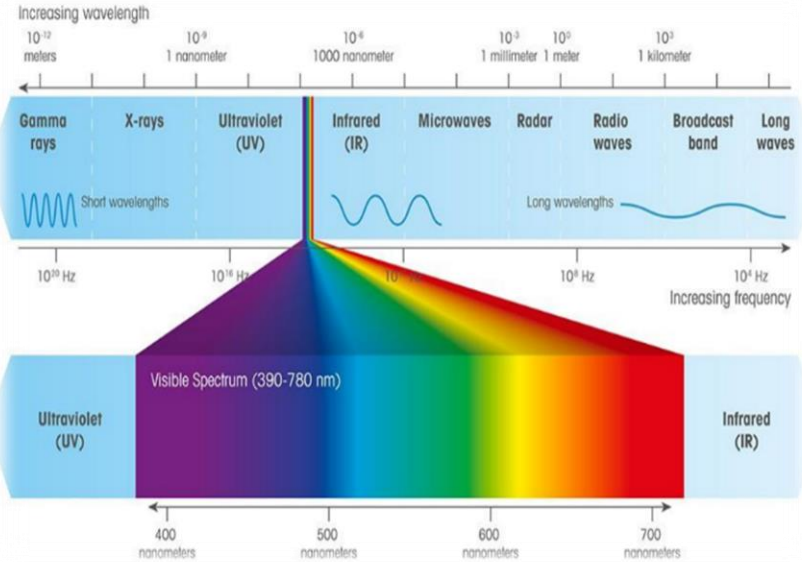 Increasing wavelength
10⁻¹² 10⁻⁹ 10⁻⁶ 10⁻³ 10⁰ 10³
meters 1 nanometer 1000 nanometer 1 millimeter 1 meter 1 kilometer
Gamma rays X-rays Ultraviolet (UV) Infrared (IR) Microwaves Radar Radio waves Broadcast band Long waves
Short wavelengths Long wavelengths
10²⁰ Hz 10¹⁶ Hz 10⁸ Hz 10⁴ Hz
Increasing frequency
Visible Spectrum (390-780 nm)
Ultraviolet (UV) Infrared (IR)
400 500 600 700
nanometers nanometers nanometers nanometers